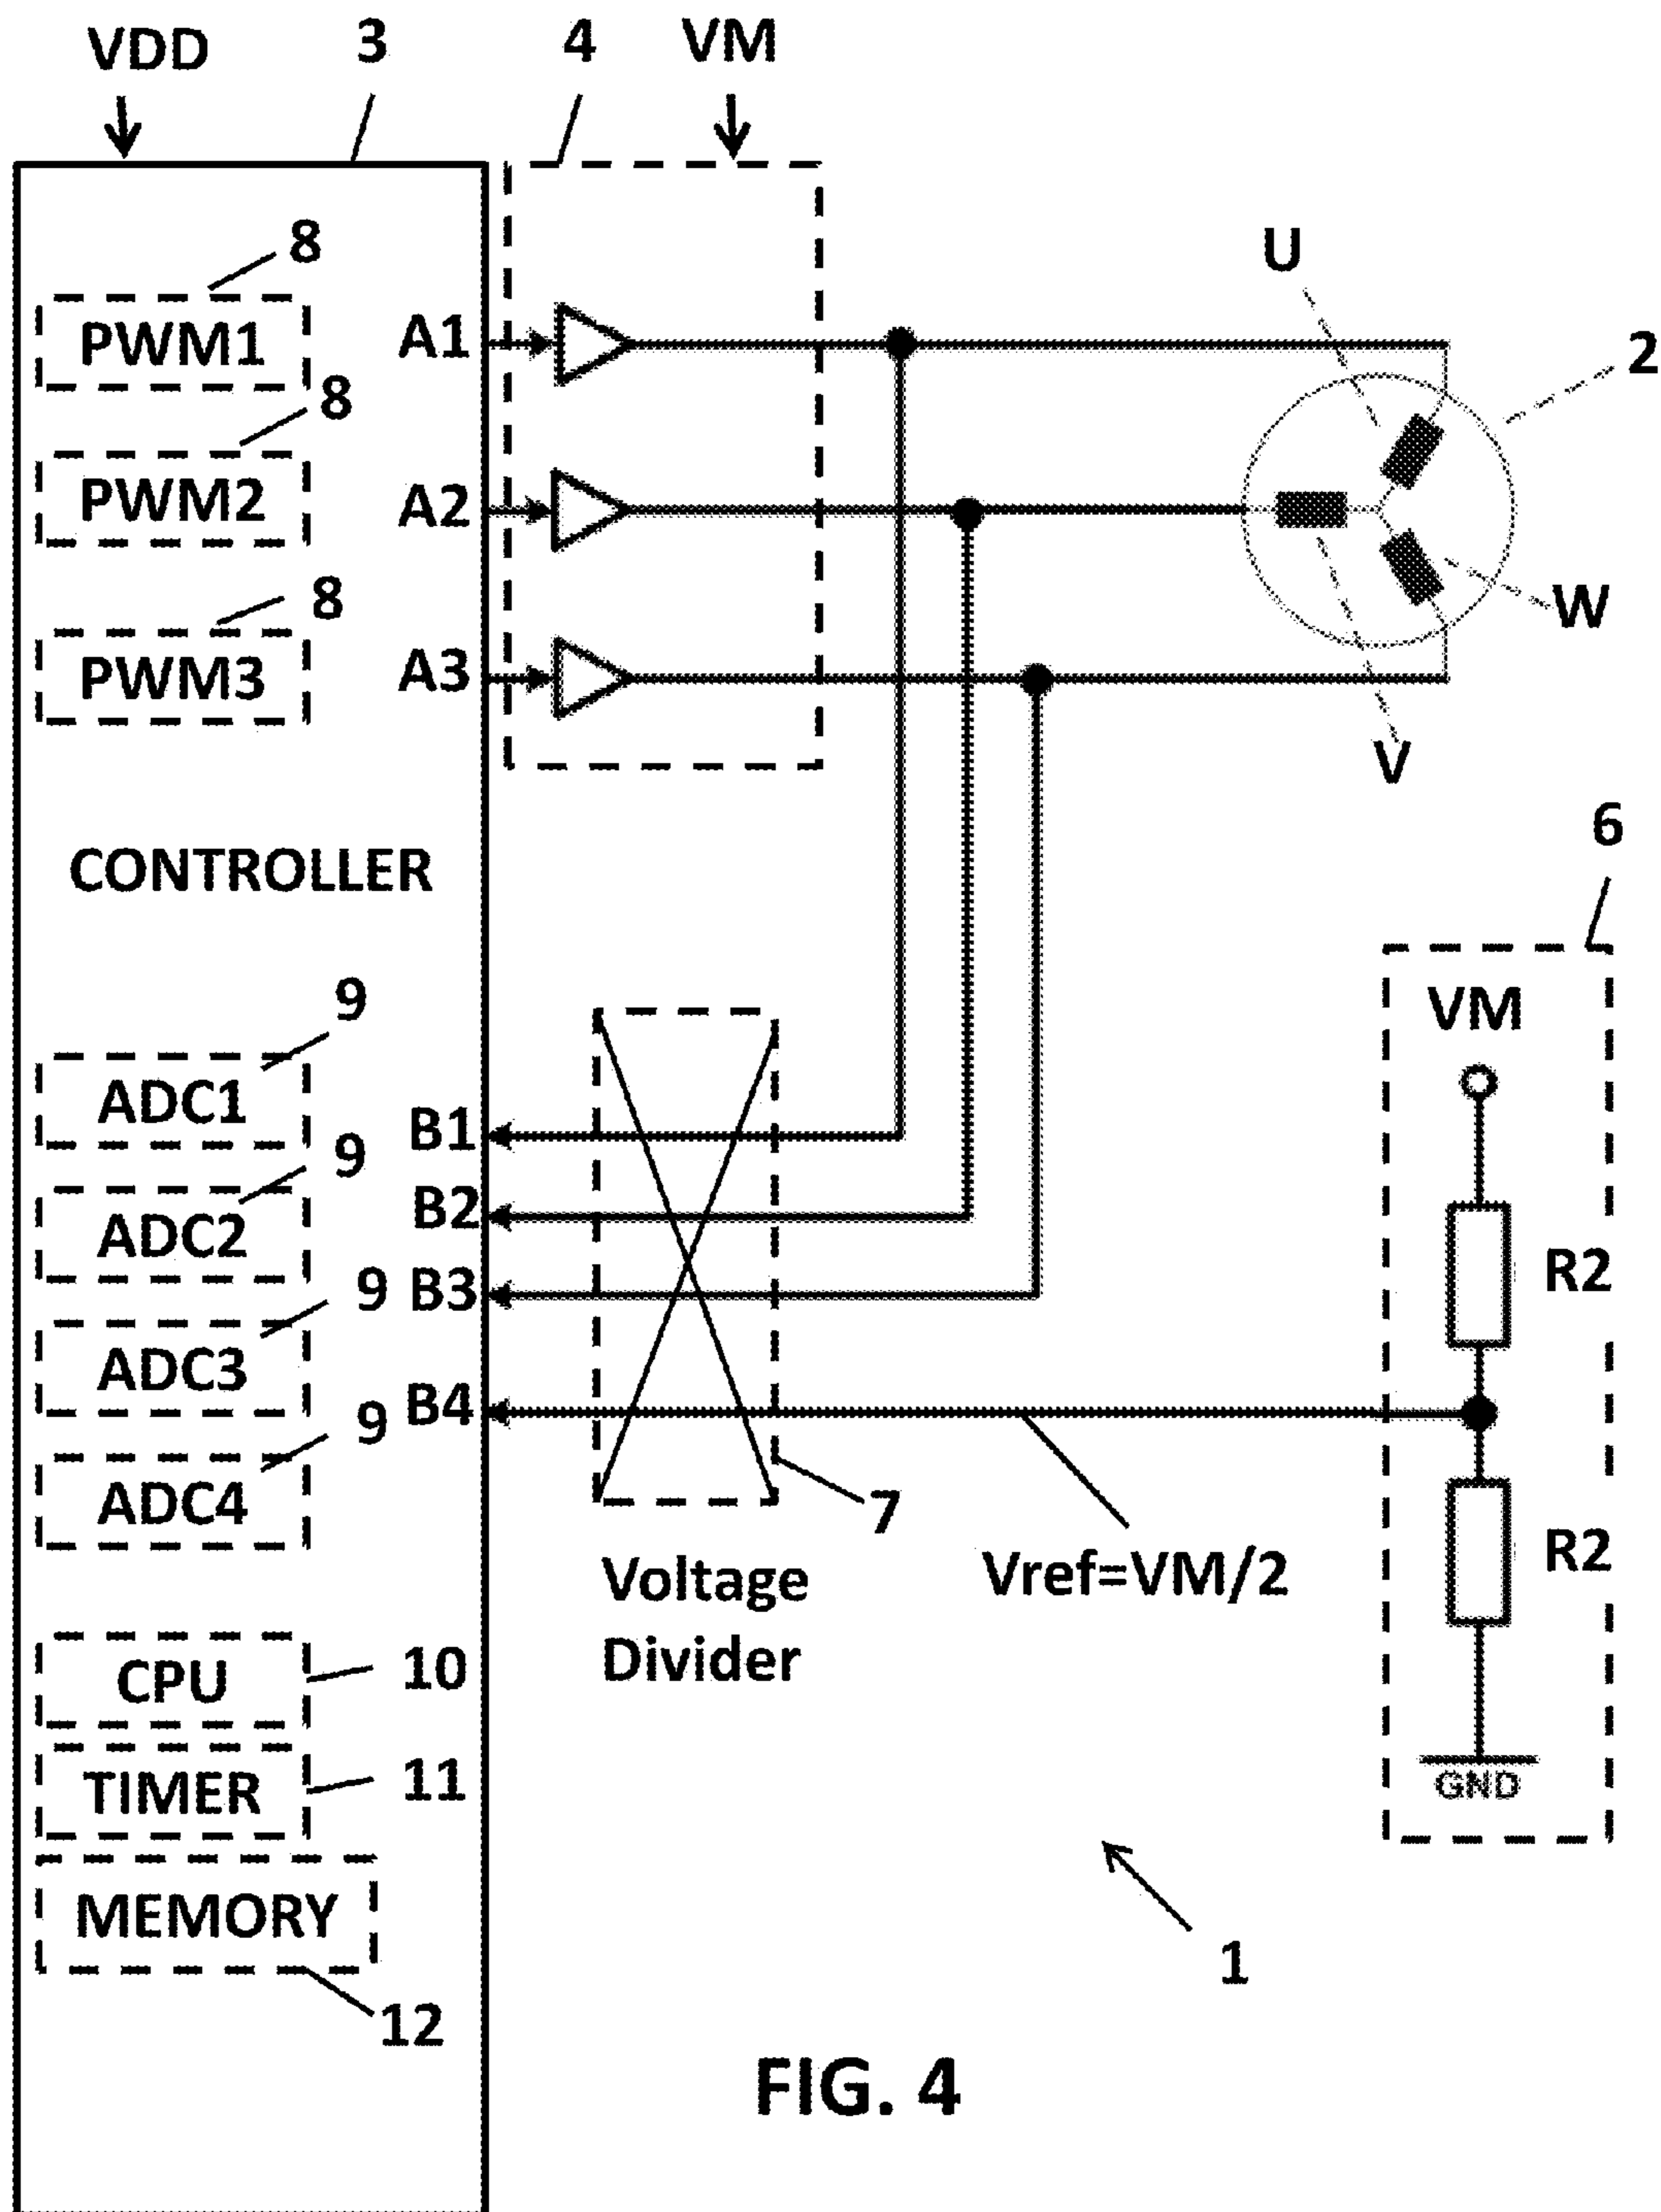 VDD
3
4
VM
8
PWM1
A1
U
2
8
PWM2
A2
8
PWM3
A3
W
V
CONTROLLER
6
VM
9
ADC1
B1
9
ADC2
B2
R2
9
ADC3
B3
9
ADC4
B4
7
Voltage
Divider
Vref=VM/2
R2
CPU
10
TIMER
11
GND
MEMORY
12
1
FIG. 4